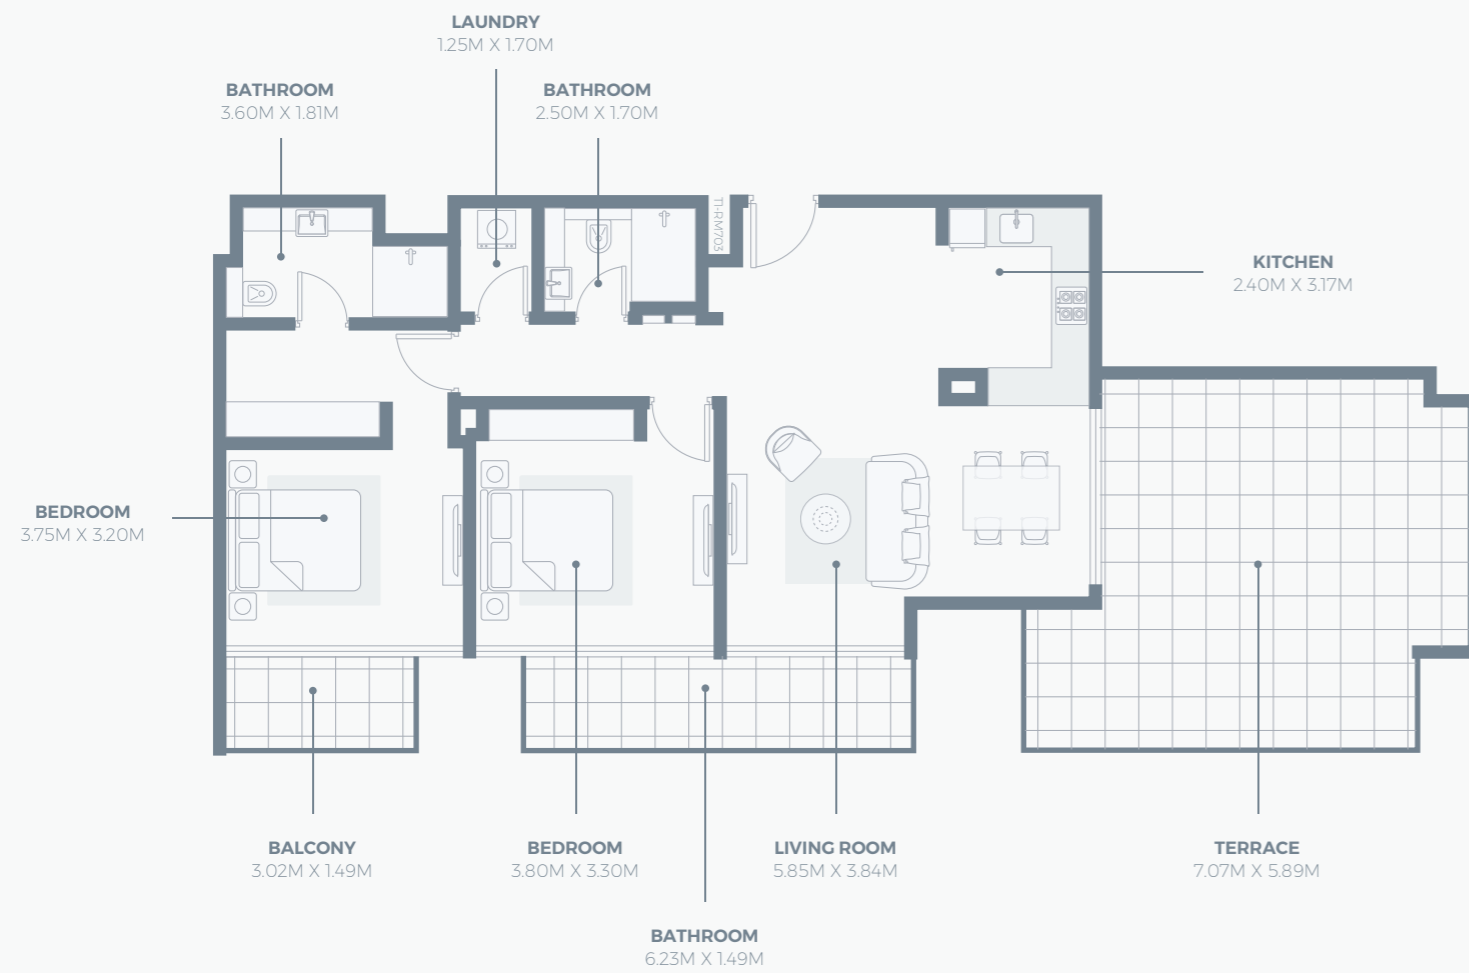 LAUNDRY
1.25M X 1.70M
BATHROOM
3.60M X 1.81M
BATHROOM
2.50M X 1.70M
T1-RM703
KITCHEN
2.40M X 3.17M
BEDROOM
3.75M X 3.20M
BALCONY
3.02M X 1.49M
BEDROOM
3.80M X 3.30M
LIVING ROOM
5.85M X 3.84M
TERRACE
7.07M X 5.89M
BATHROOM
6.23M X 1.49M